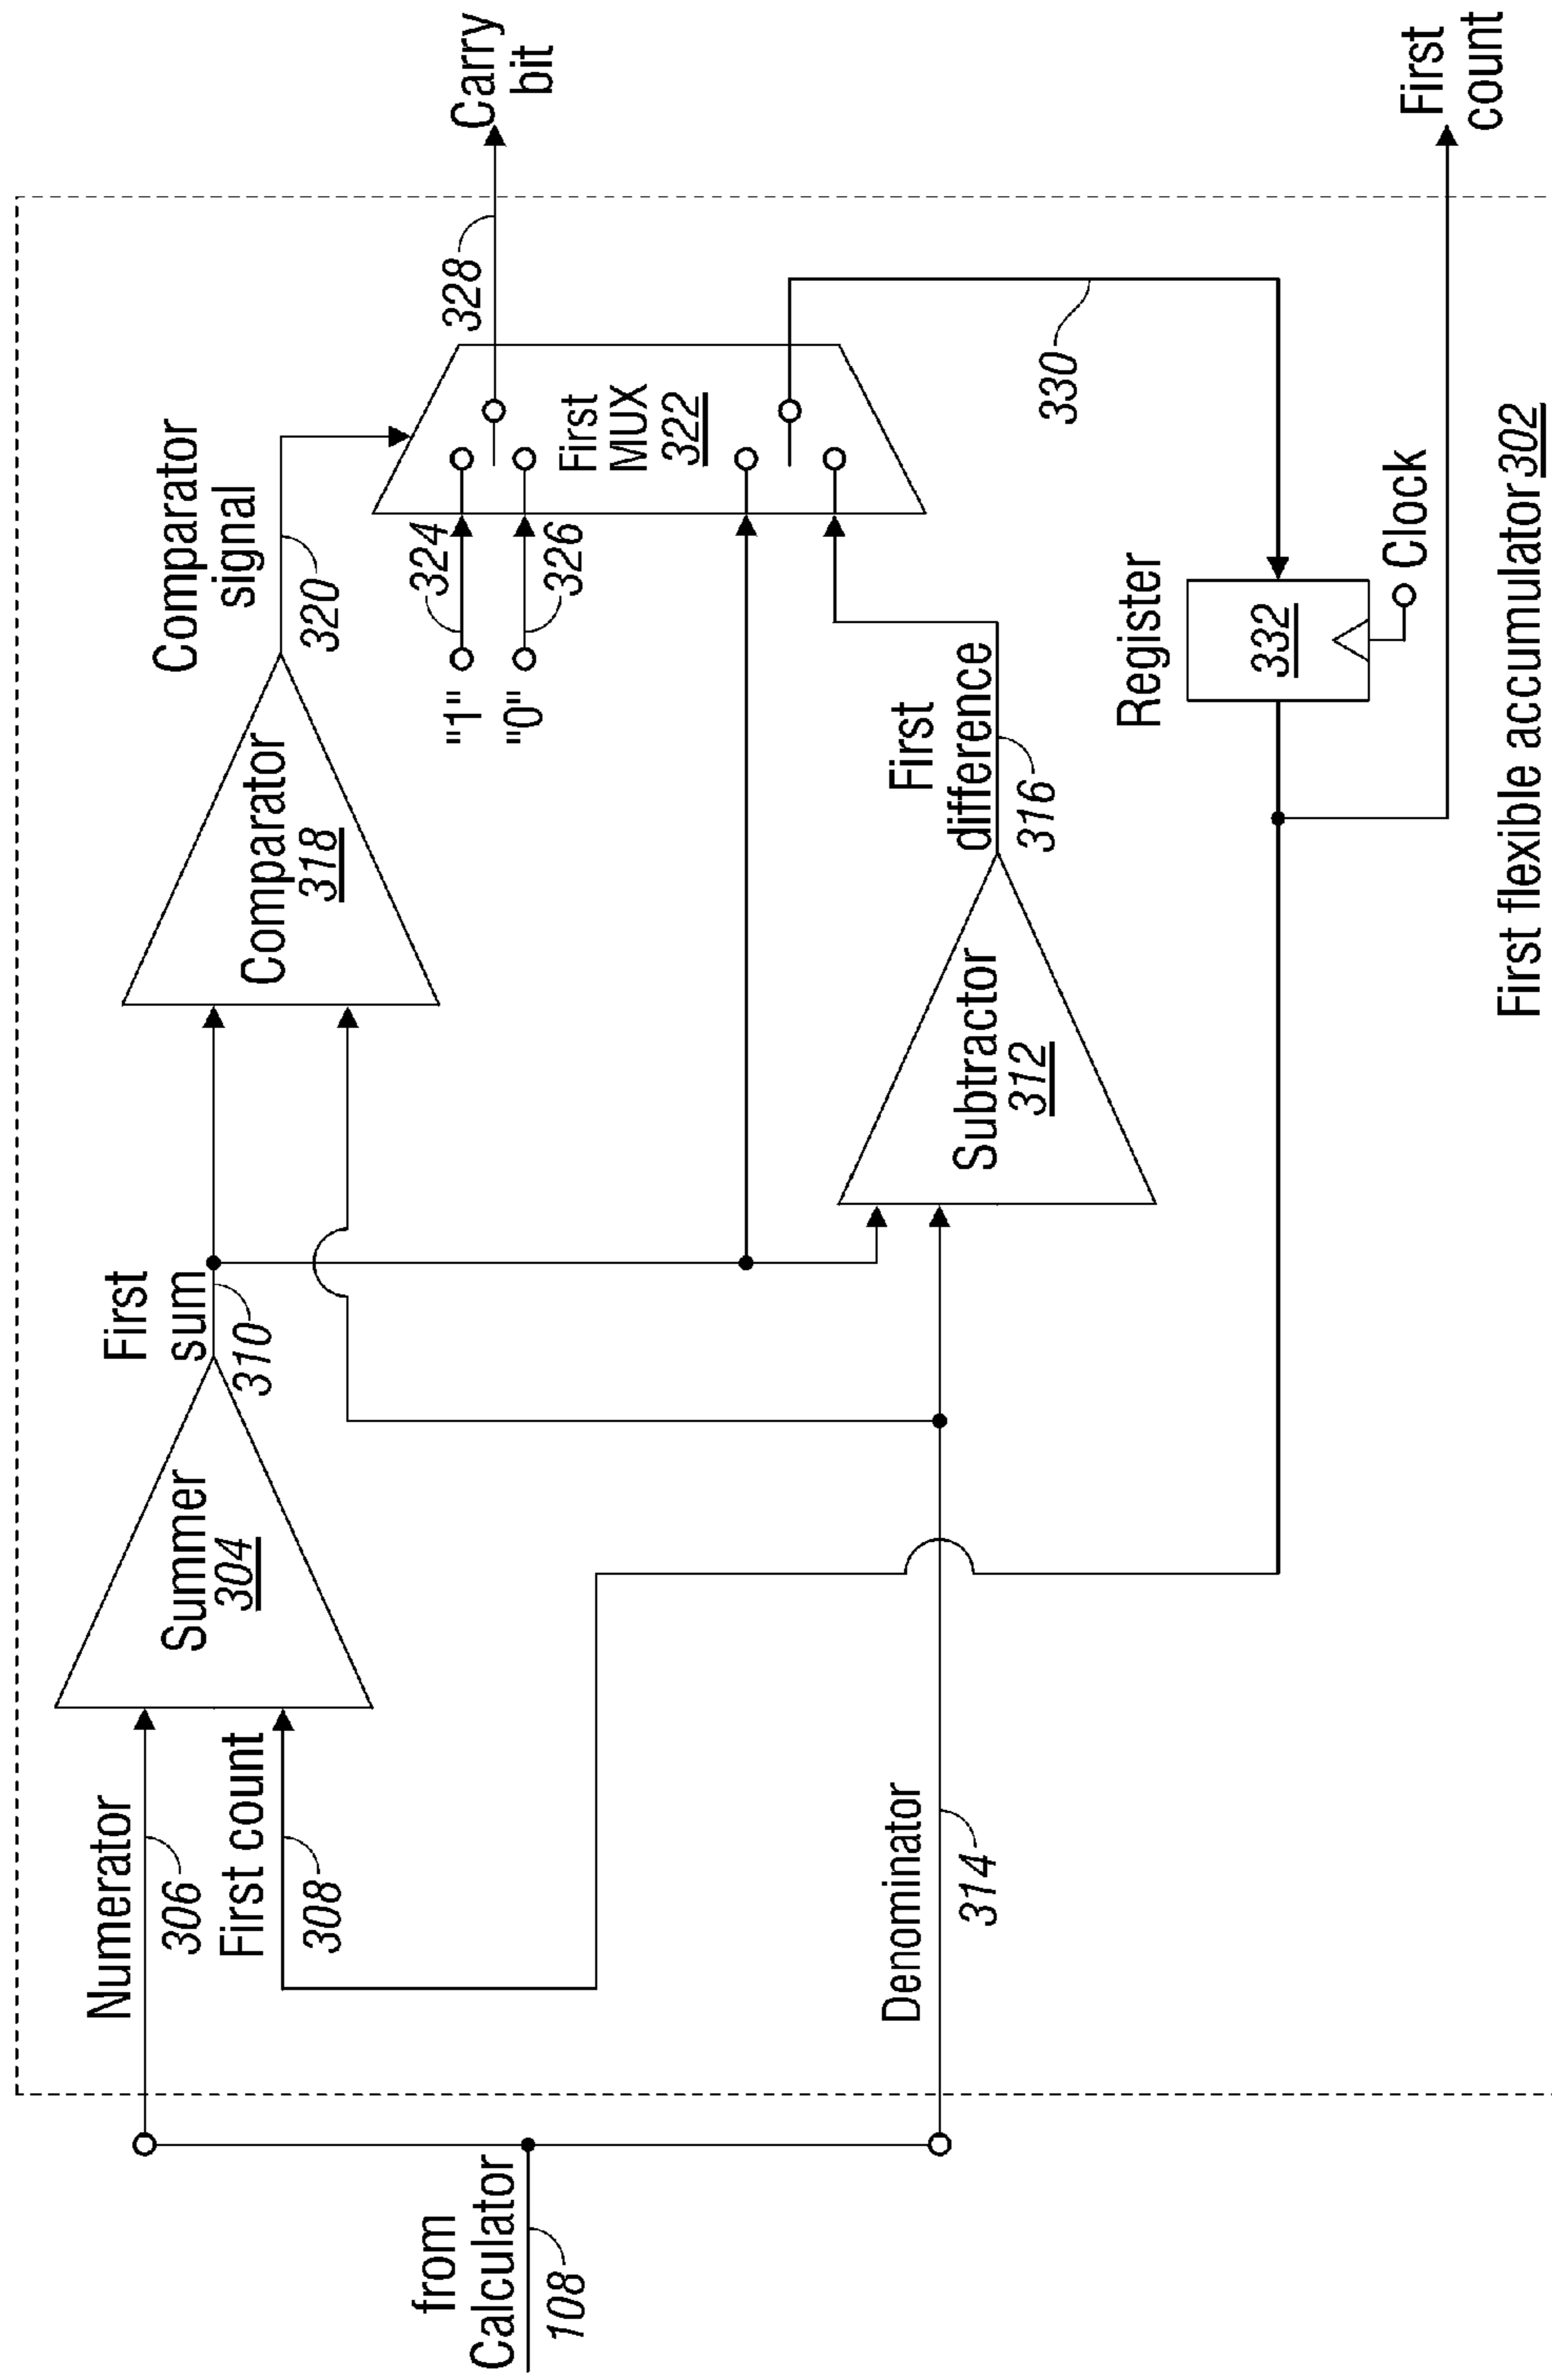 from
Calculator
108
Numerator
306
First count
308
Denominator
314
Summer
304
First
sum
310
Comparator
318
Comparator
signal
320
Subtractor
312
First
difference
316
"1"
324
"0"
326
First
MUX
322
328
Carry
bit
330
Register
332
Clock
First
count
First flexible accumulator 302